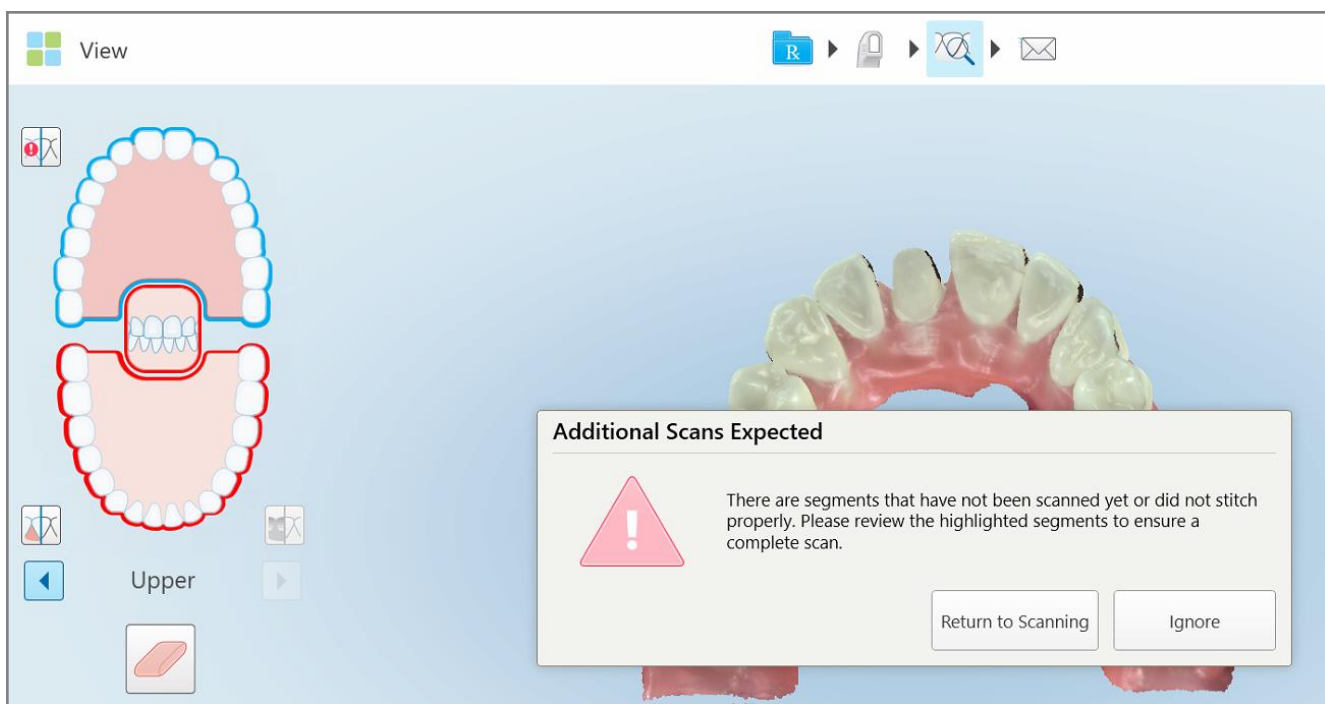 View
R
Additional Scans Expected
There are segments that have not been scanned yet or did not stitch
properly. Please review the highlighted segments to ensure a
complete scan.
Upper
Return to Scanning
Ignore